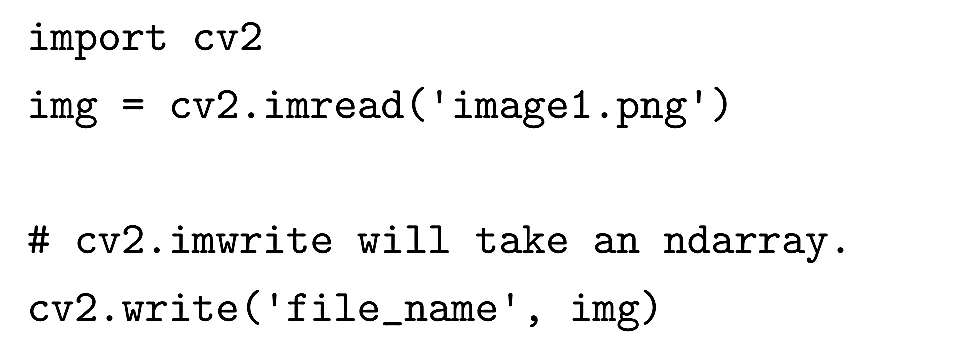 import cv2
img = cv2.imread('image1.png')
# cv2.imwrite will take an ndarray.
cv2.write('file_name', img)